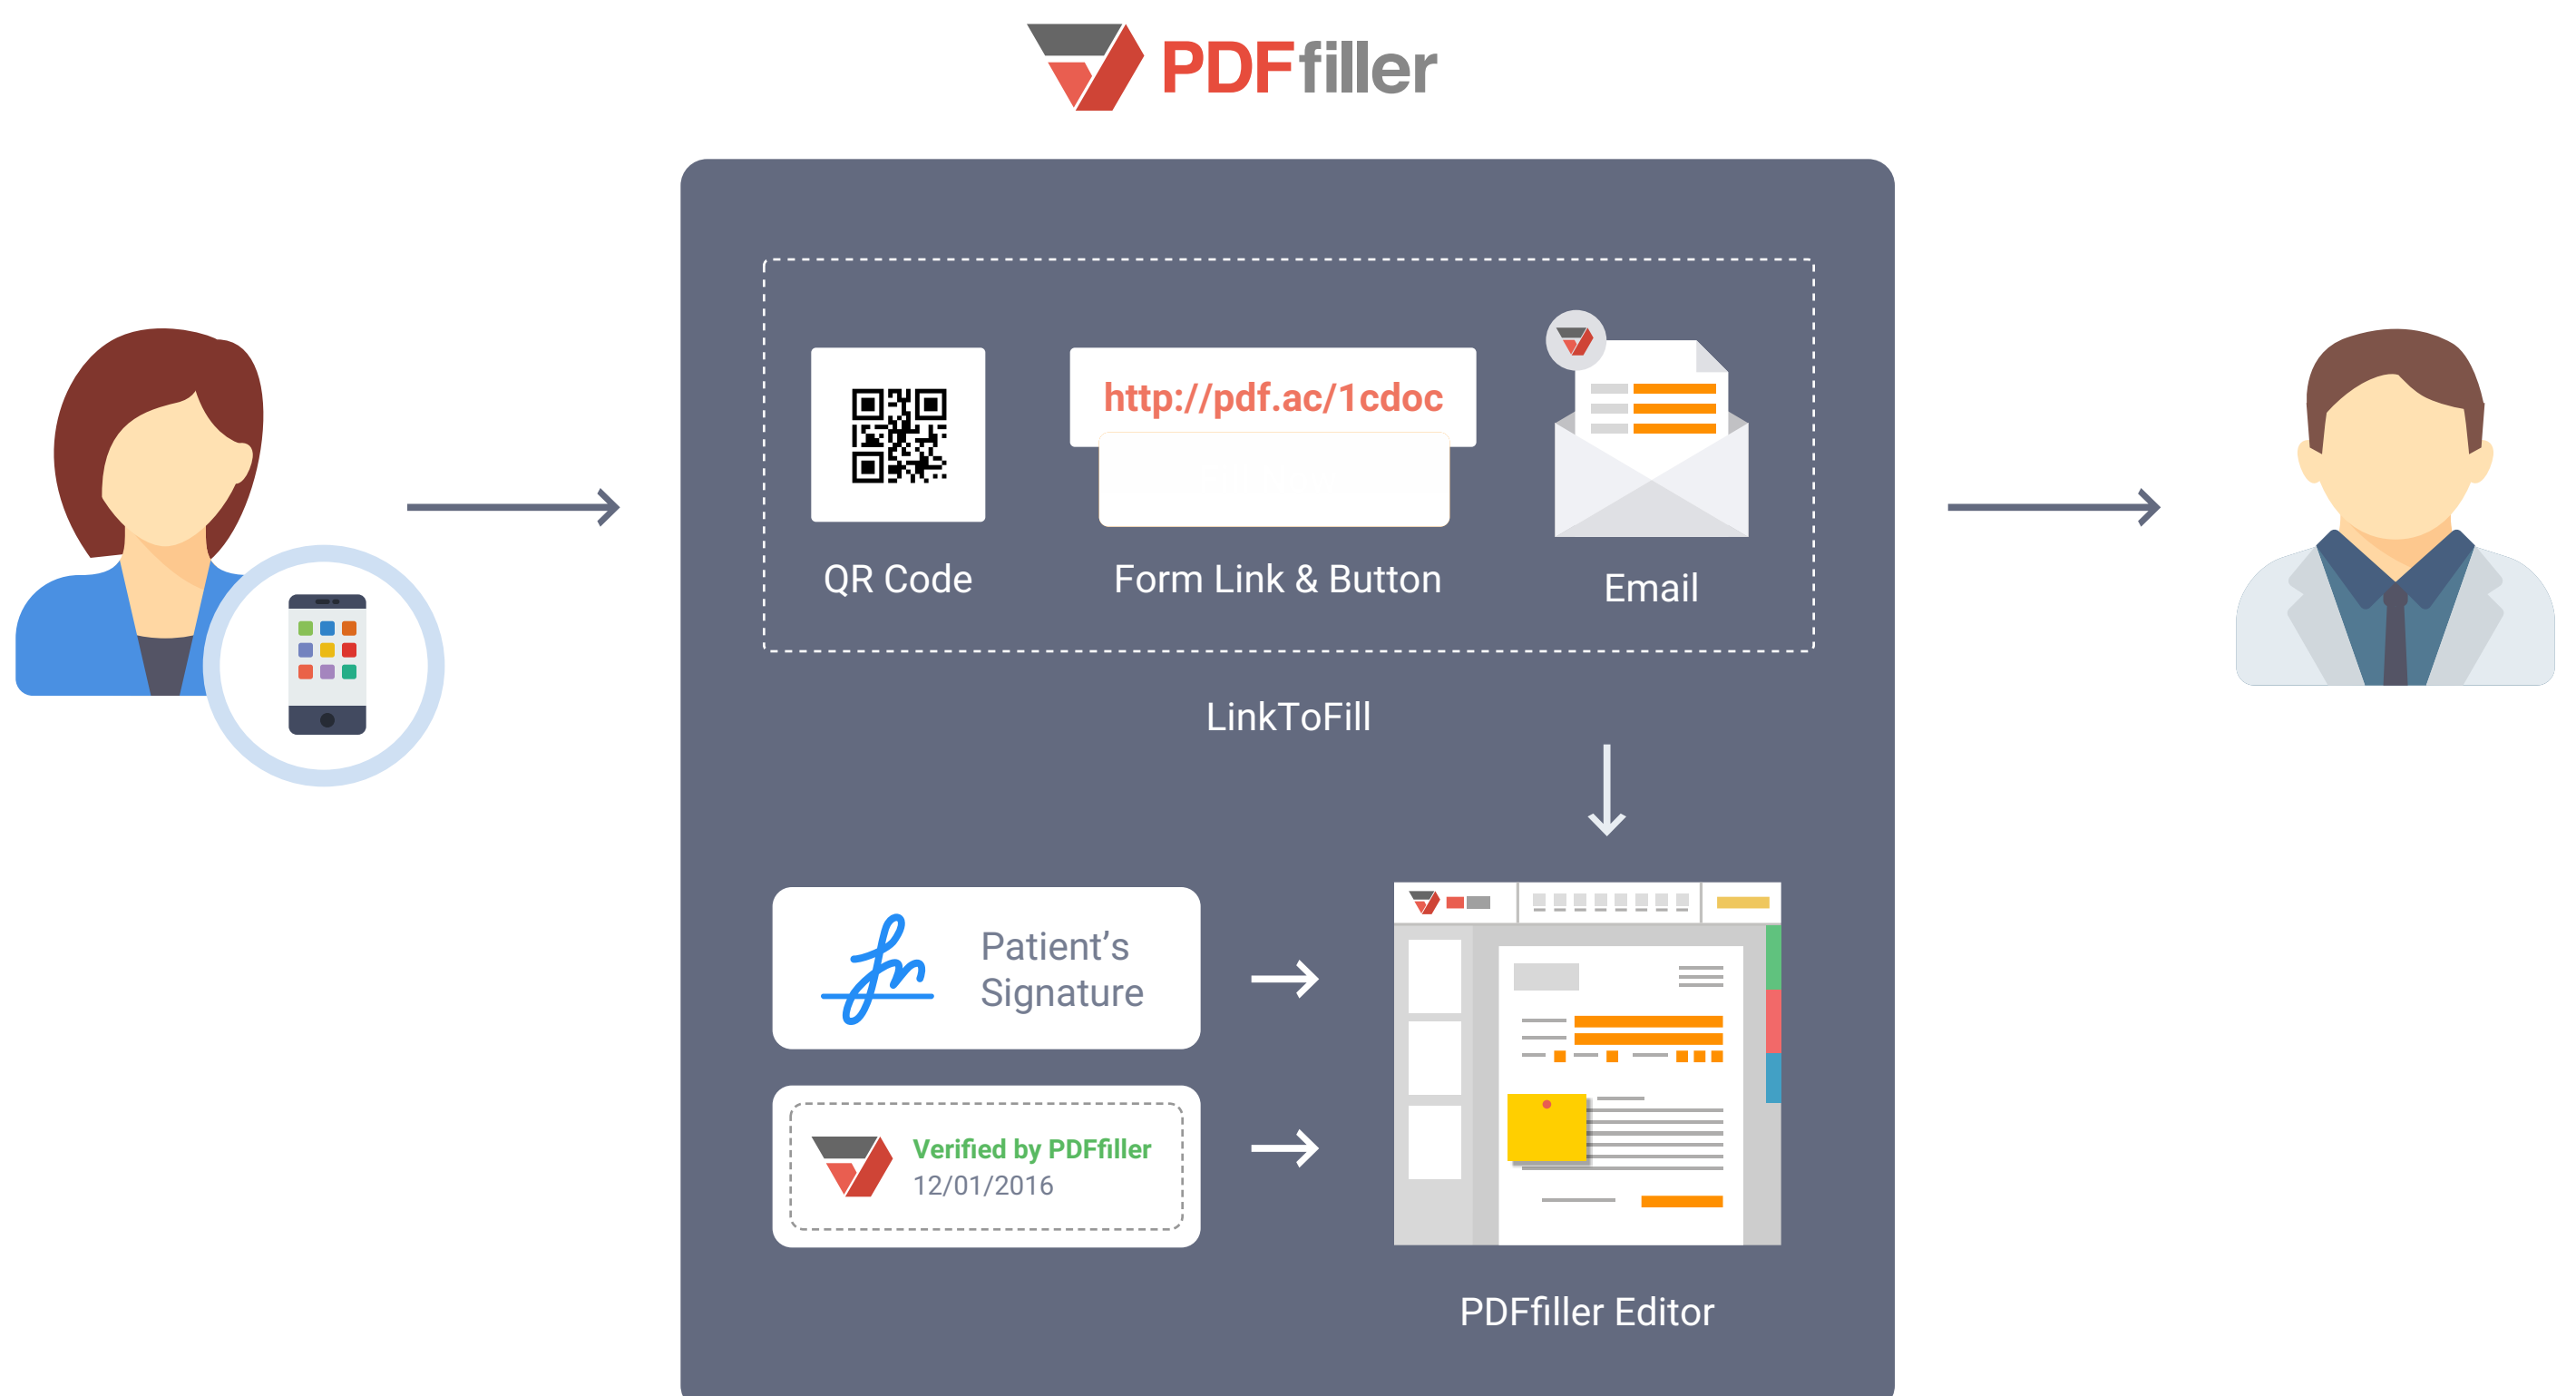 PDFfiller
http://pdf.ac/1cdoc
QR Code
Form Link & Button
Email
LinkToFill
Patient’s
Signature
Verified by PDFfiller
12/01/2016
PDFfiller Editor